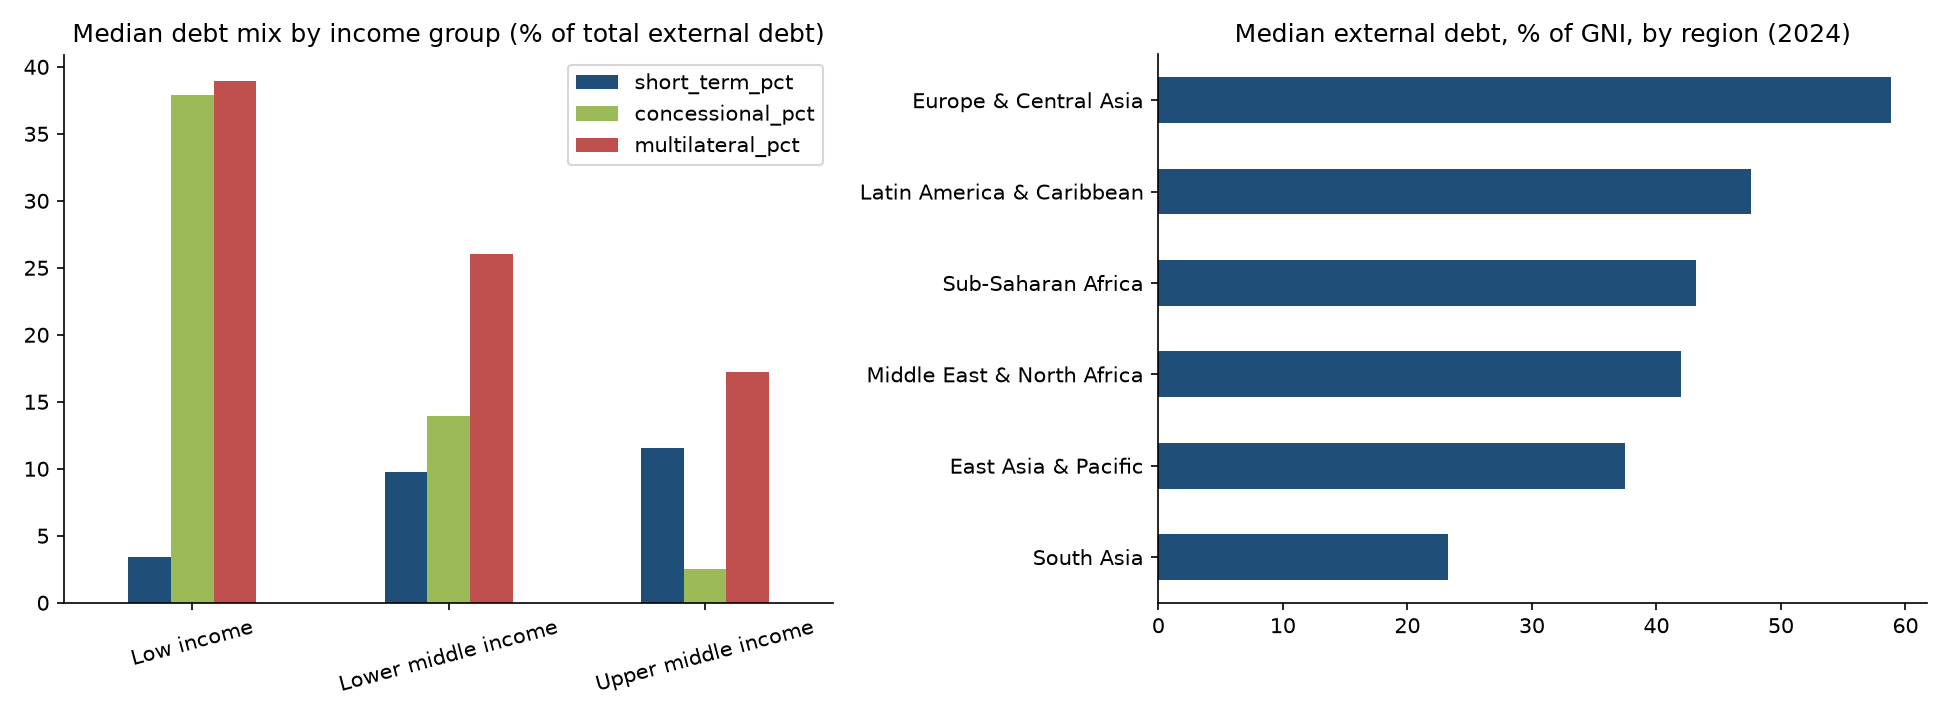 Median debt mix by income group (% of total external debt)
40
35
30
25
20
15
10
5
0
short_term_pct
concessional_pct
multilateral_pct
Low income
Lower middle income
Upper middle income
Median external debt, % of GNI, by region (2024)
Europe & Central Asia
Latin America & Caribbean
Sub-Saharan Africa
Middle East & North Africa
East Asia & Pacific
South Asia
0
10
20
30
40
50
60